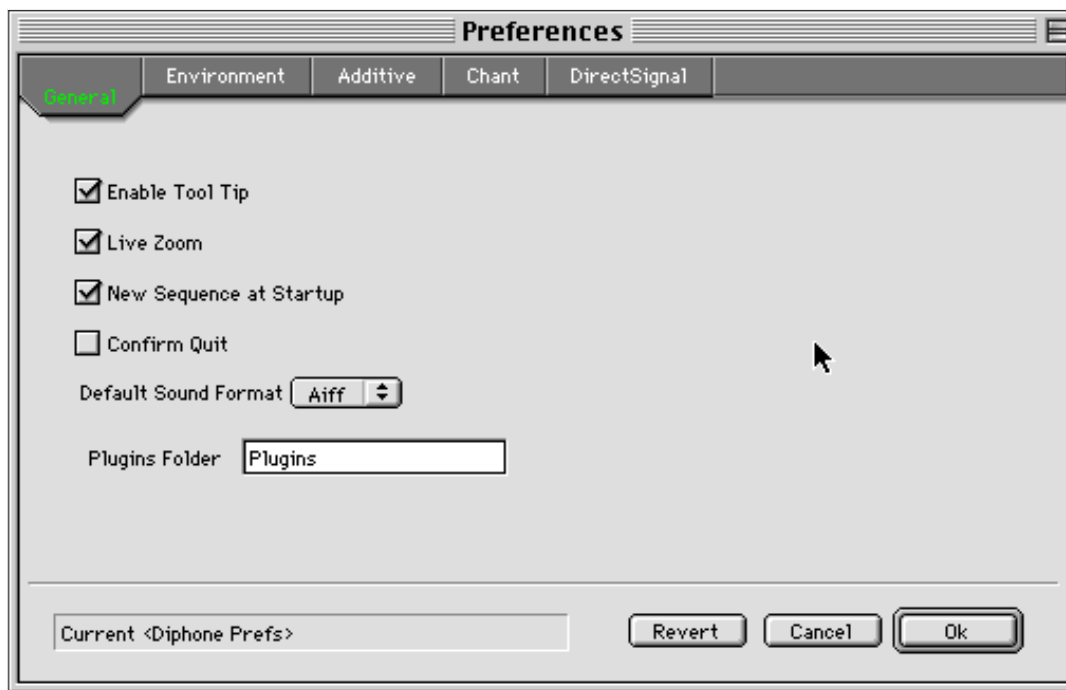 Preferences
General
Environment
Additive
Chant
DirectSignal
Enable Tool Tip
Live Zoom
New Sequence at Startup
Confirm Quit
Default Sound Format Aiff
Plugins Folder Plugins
Current <Diphone Prefs>
Revert
Cancel
Ok